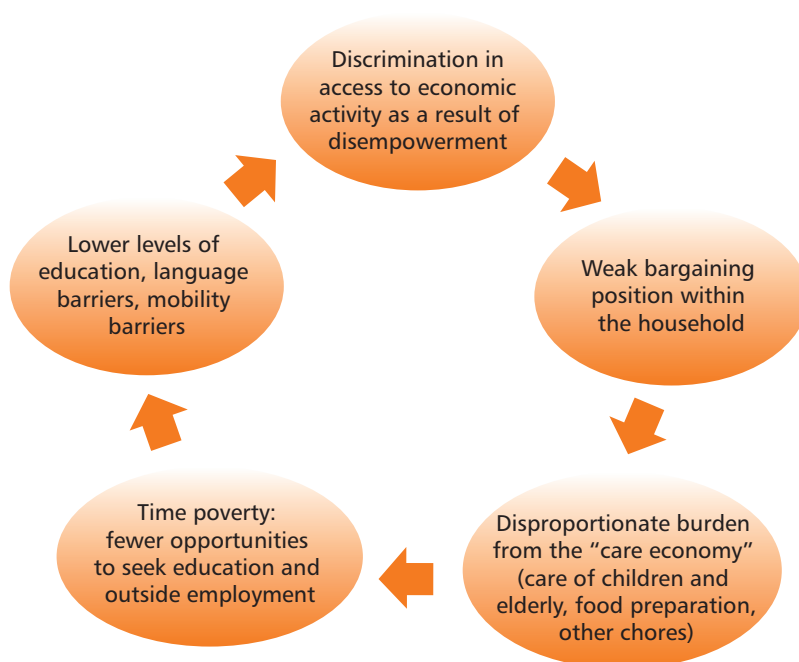 Discrimination in
access to economic
activity as a result of
disempowerment
Weak bargaining
position within
the household
Disproportionate burden
from the “care economy”
(care of children and
elderly, food preparation,
other chores)
Time poverty:
fewer opportunities
to seek education and
outside employment
Lower levels of
education, language
barriers, mobility
barriers